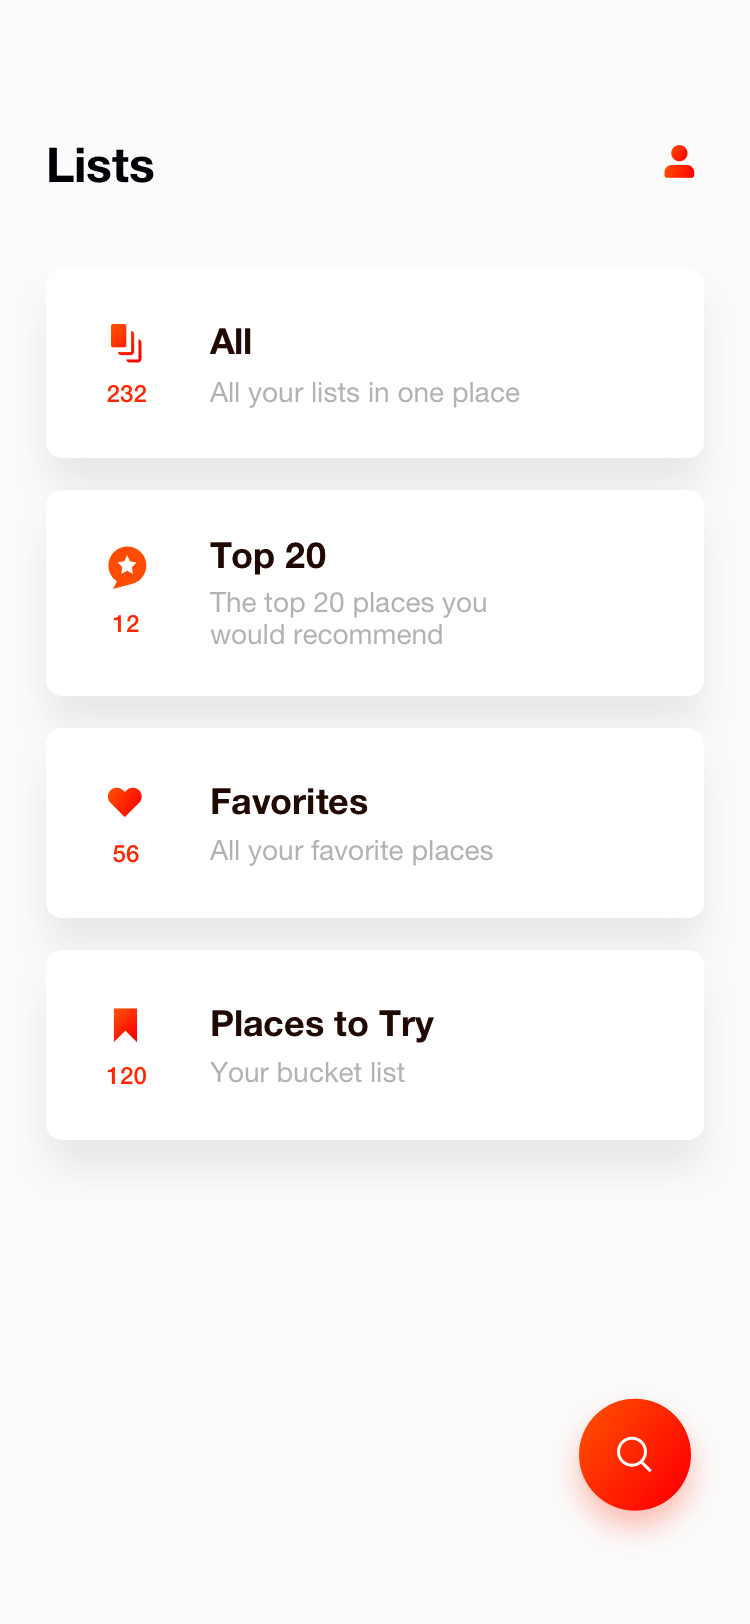 Lists
All
232
All your lists in one place
Top 20
The top 20 places you
12
would recommend
Favorites
56
All your favorite places
Places to Try
120
Your bucket list